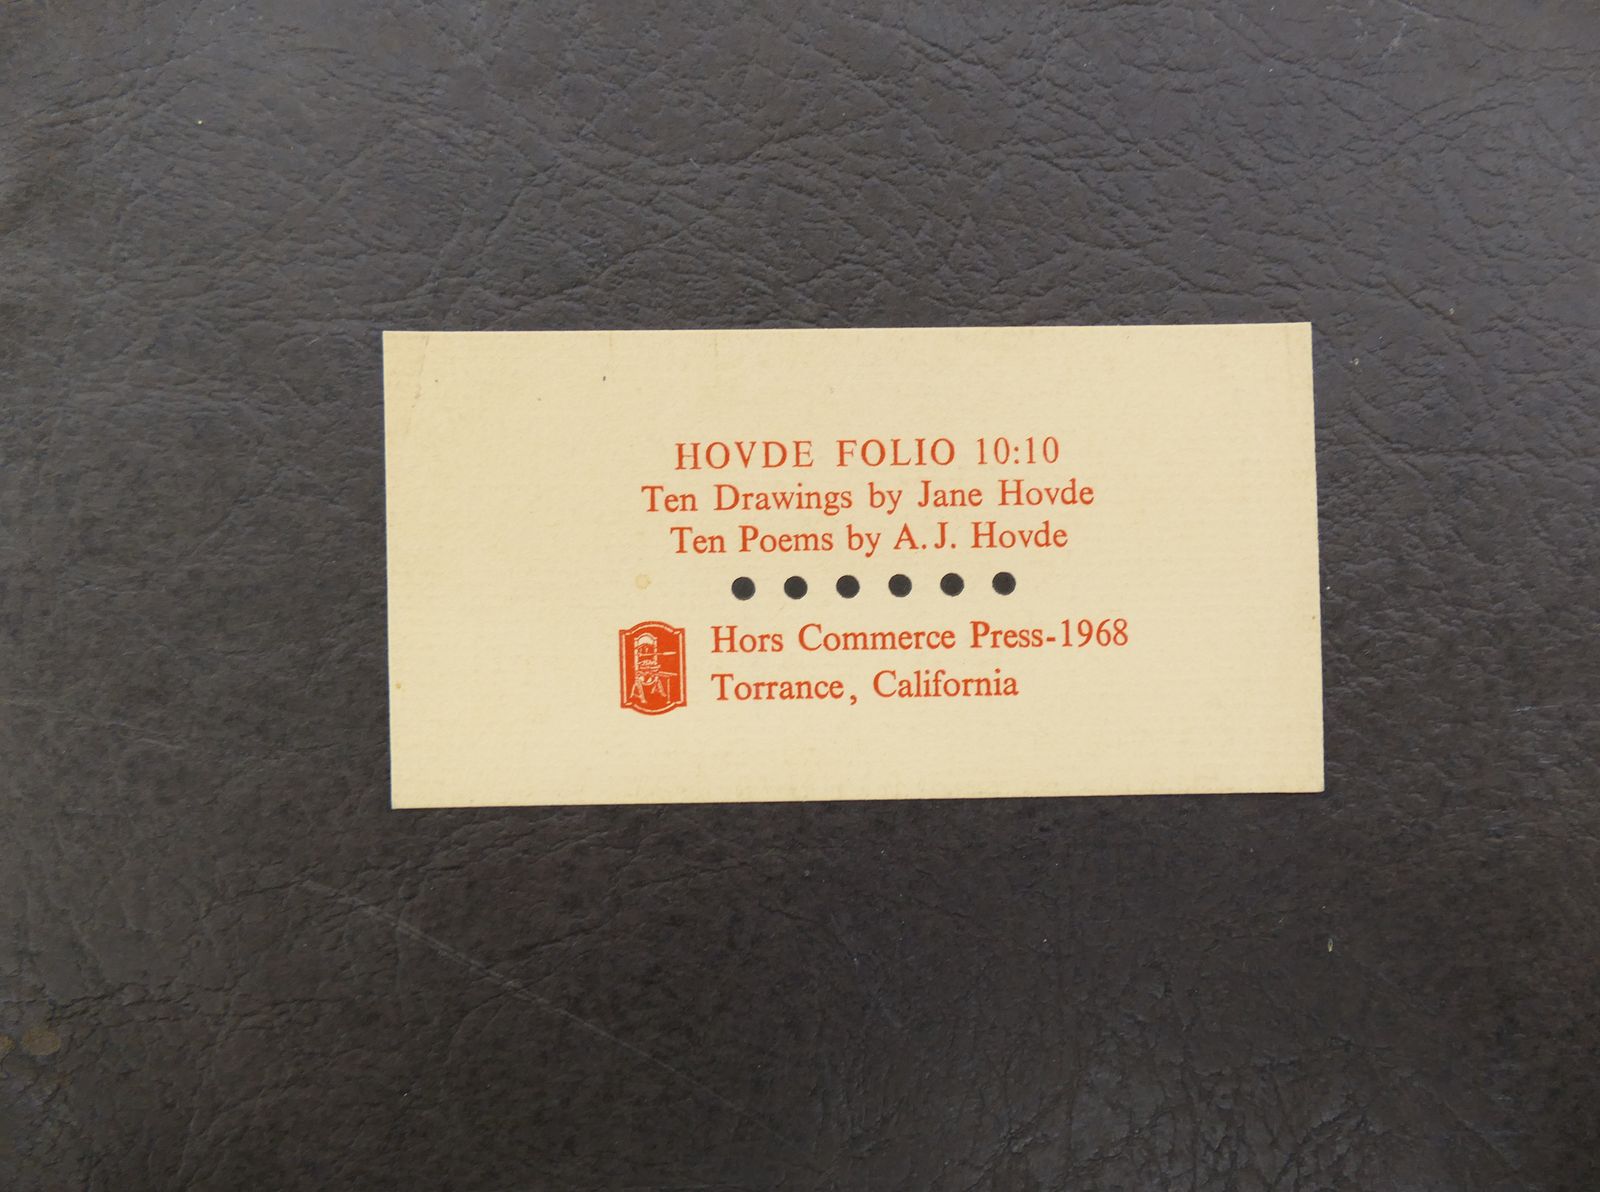 HOVDE FOLIO 10:10
Ten Drawings by Jane Hovde
Ten Poems by A. J. Hovde
Hors Commerce Press-1968
Torrance, California